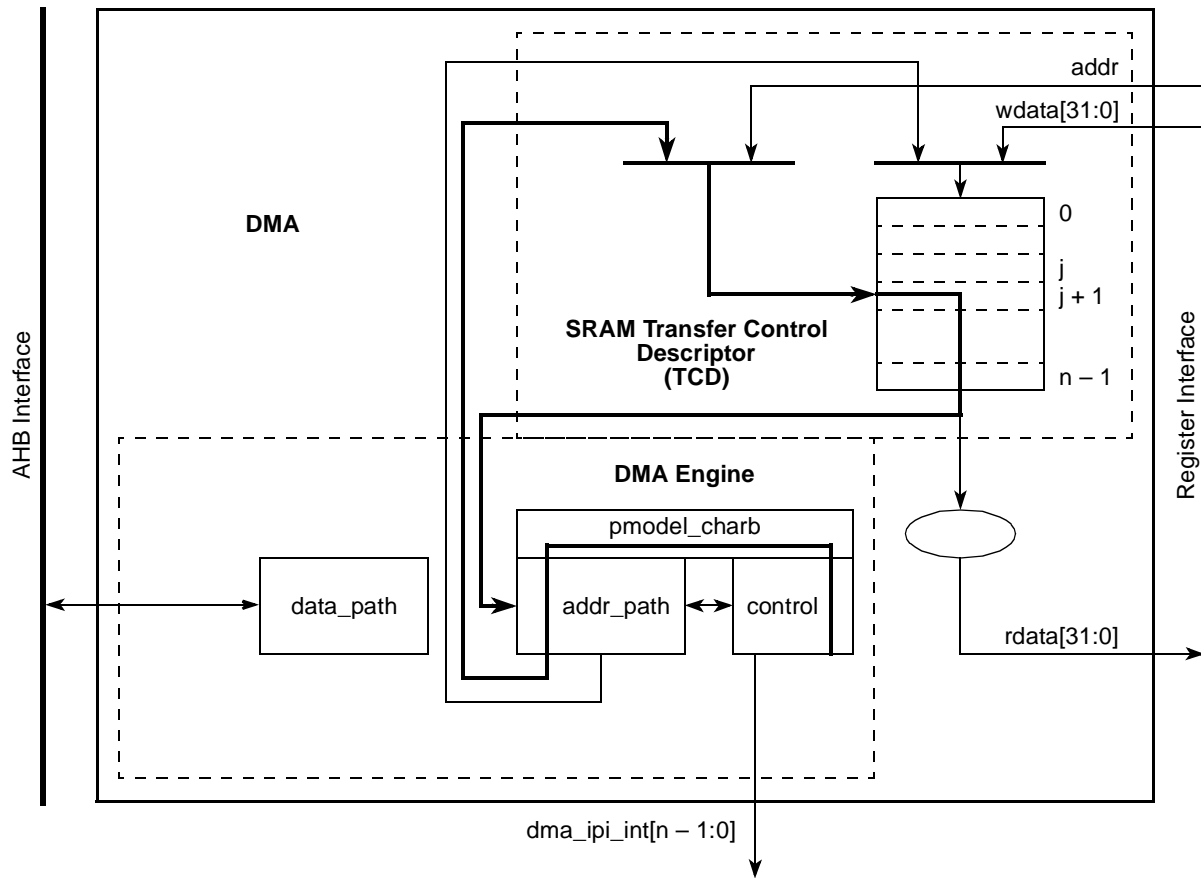 addr
wdata[31:0]
DMA
0
j
j + 1
n – 1
SRAM Transfer Control
Descriptor
(TCD)
AHB Interface
Register Interface
DMA Engine
pmodel_charb
data_path
addr_path
control
rdata[31:0]
dma_ipi_int[n – 1:0]